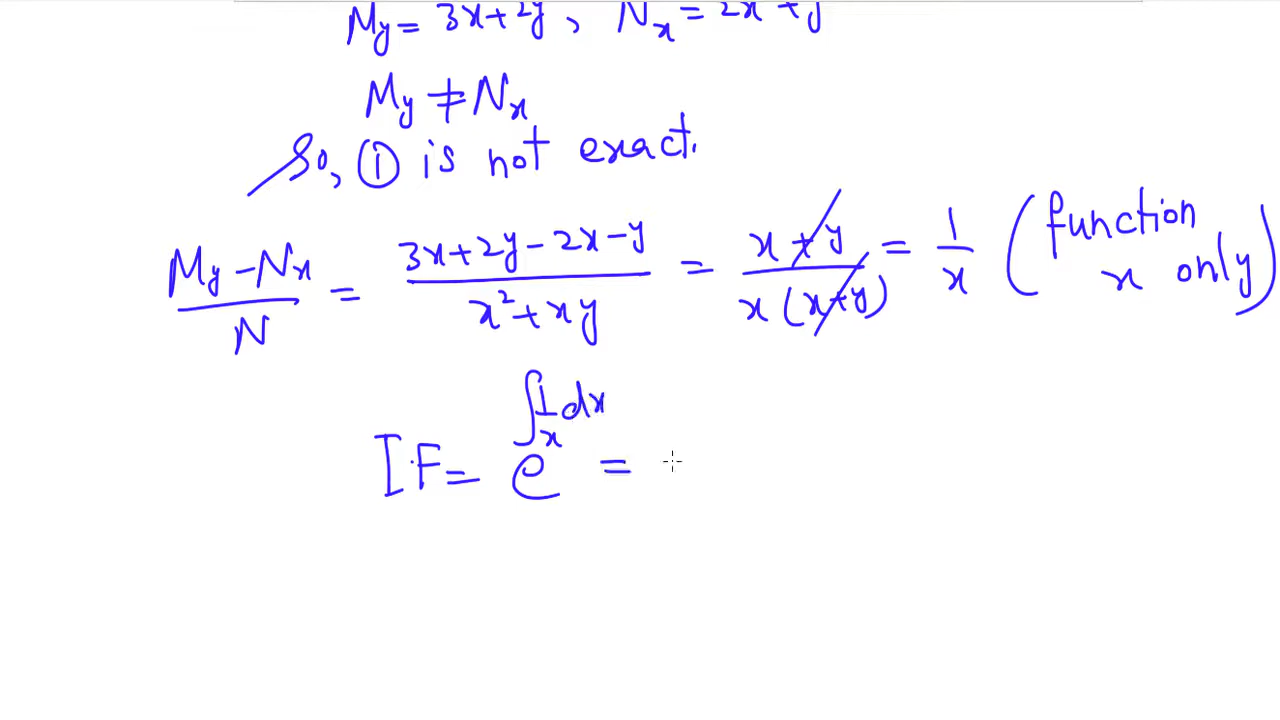 My = 3x+2y, Nx = 2x+y
My ≠ Nx
So, ① is not exact.
(My - Nx)/N = (3x+2y-2x-y)/(x²+xy) = (x+y)/(x(x+y)) = 1/x (function x only)
I.F = e^(∫1/x dx) =